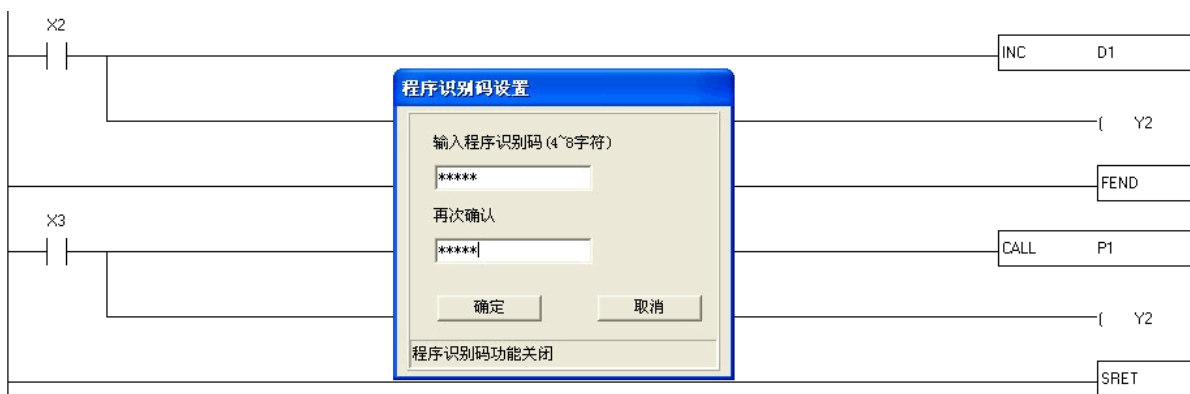 X2
INC D1
程序识别码设置
输入程序识别码(4~8字符)
( Y2
*****
FEND
再次确认
X3
*****
CALL P1
确定 取消
( Y2
程序识别码功能关闭
SRET